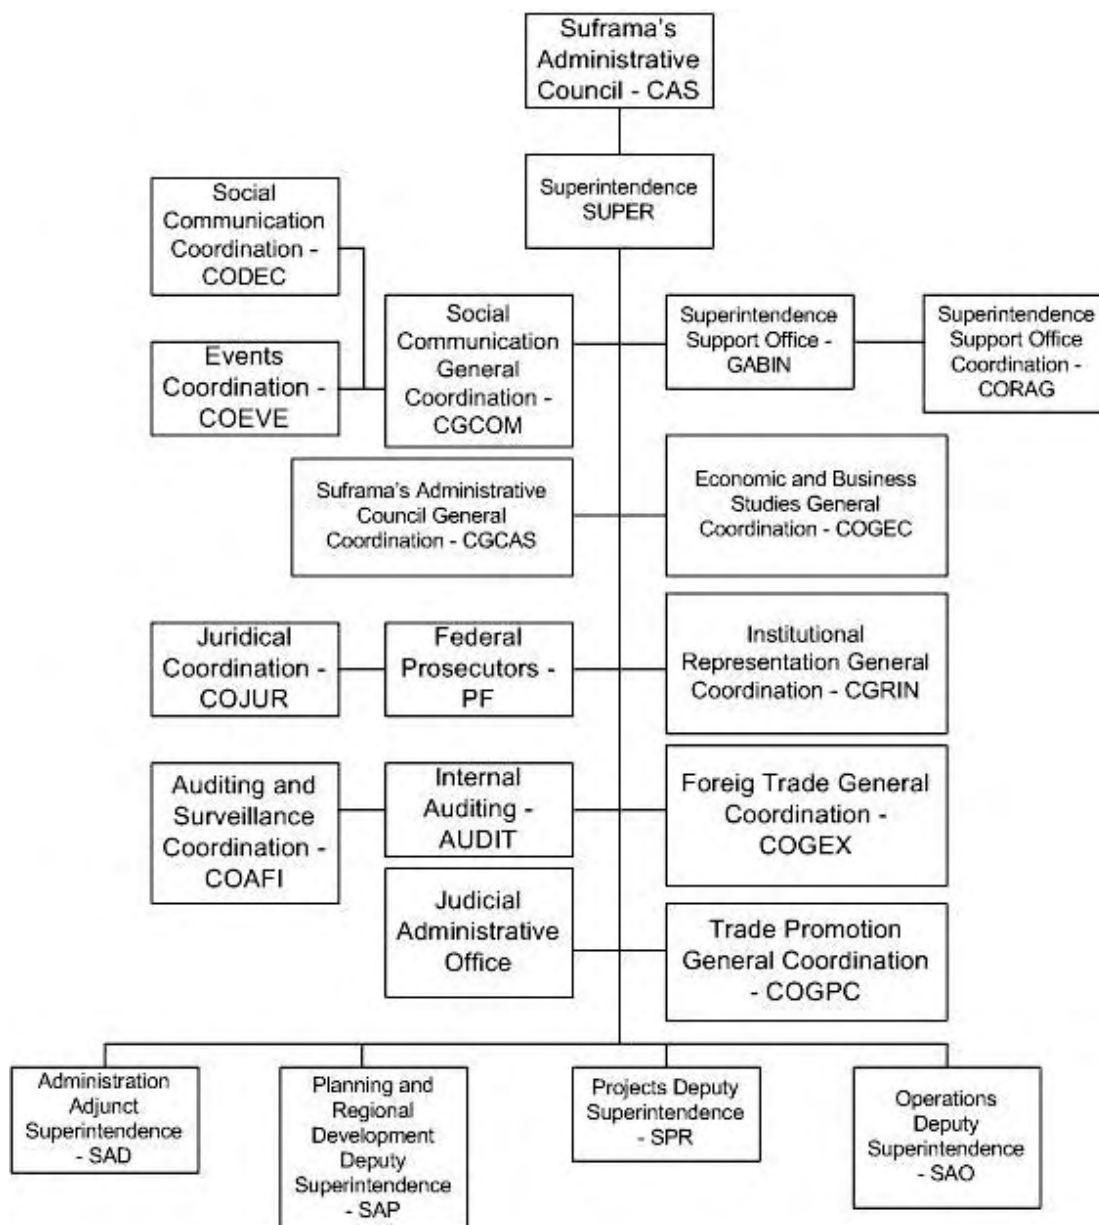 Suframa's
Administrative
Council - CAS
Superintendence
SUPER
Social
Communication
Coordination -
CODEC
Events
Coordination -
COEVE
Social
Communication
General
Coordination -
CGCOM
Superintendence
Support Office -
GABIN
Superintendence
Support Office
Coordination -
CORAG
Suframa's Administrative
Council General
Coordination - CGCAS
Economic and Business
Studies General
Coordination - COGEC
Juridical
Coordination -
COJUR
Federal
Prosecutors -
PF
Institutional
Representation General
Coordination - CGRIN
Auditing and
Surveillance
Coordination -
COAFI
Internal
Auditing -
AUDIT
Foreig Trade General
Coordination -
COGEX
Judicial
Administrative
Office
Trade Promotion
General Coordination
- COGPC
Administration
Adjunct
Superintendence
- SAD
Planning and
Regional
Development
Deputy
Superintendence
- SAP
Projects Deputy
Superintendence
- SPR
Operations
Deputy
Superintendence
- SAO